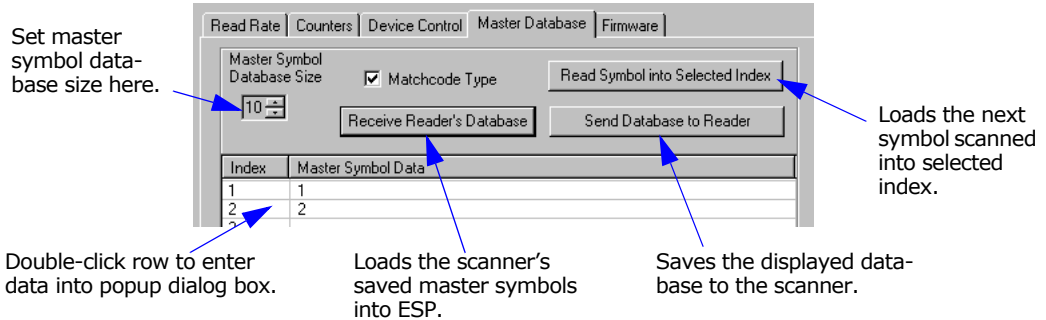 Set master
symbol data-
base size here.
Read Rate Counters Device Control Master Database Firmware
Master Symbol
Database Size
Matchcode Type
Read Symbol into Selected Index
10
Receive Reader's Database
Send Database to Reader
Loads the next
symbol scanned
into selected
index.
Index Master Symbol Data
1 1
2 2
Double-click row to enter
data into popup dialog box.
Loads the scanner's
saved master symbols
into ESP.
Saves the displayed data-
base to the scanner.